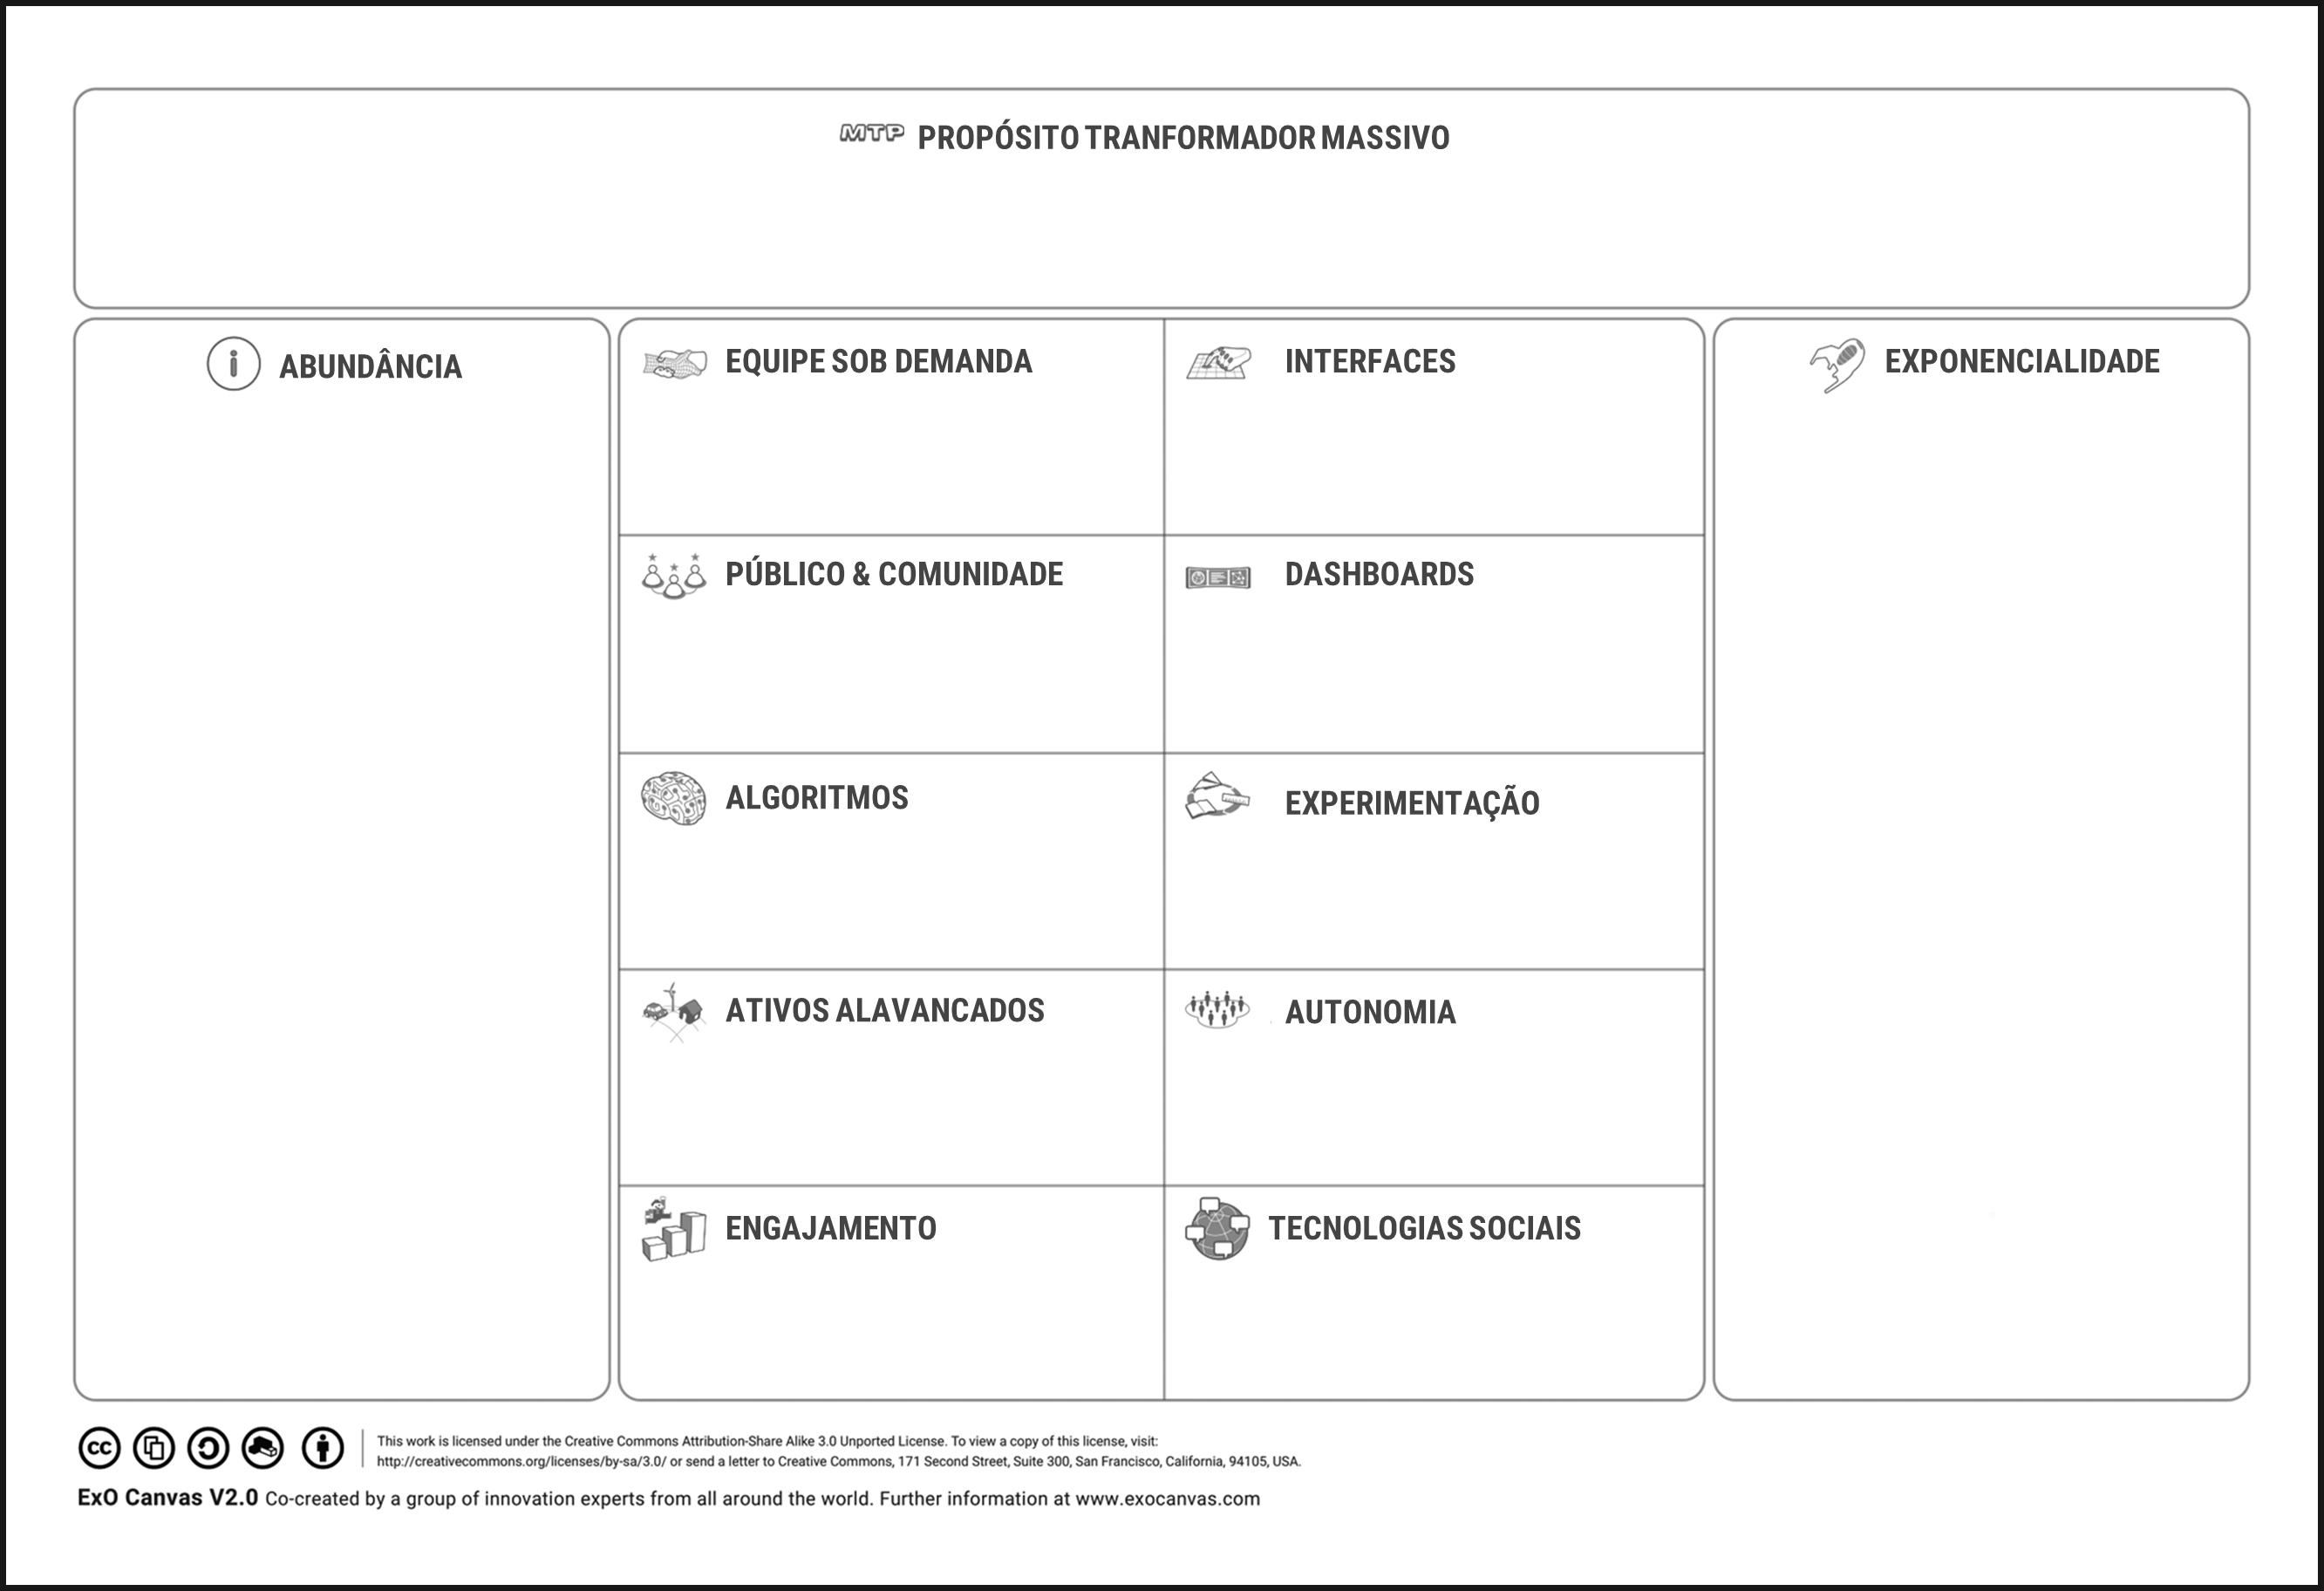 MTP PROPÓSITO TRANFORMADOR MASSIVO
i ABUNDÂNCIA
EQUIPE SOB DEMANDA
INTERFACES
EXPONENCIALIDADE
PÚBLICO & COMUNIDADE
DASHBOARDS
ALGORITMOS
EXPERIMENTAÇÃO
ATIVOS ALAVANCADOS
AUTONOMIA
ENGAJAMENTO
TECNOLOGIAS SOCIAIS
cc
This work is licensed under the Creative Commons Attribution-Share Alike 3.0 Unported License. To view a copy of this license, visit:
http://creativecommons.org/licenses/by-sa/3.0/ or send a letter to Creative Commons, 171 Second Street, Suite 300, San Francisco, California, 94105, USA.
ExO Canvas V2.0 Co-created by a group of innovation experts from all around the world. Further information at www.exocanvas.com